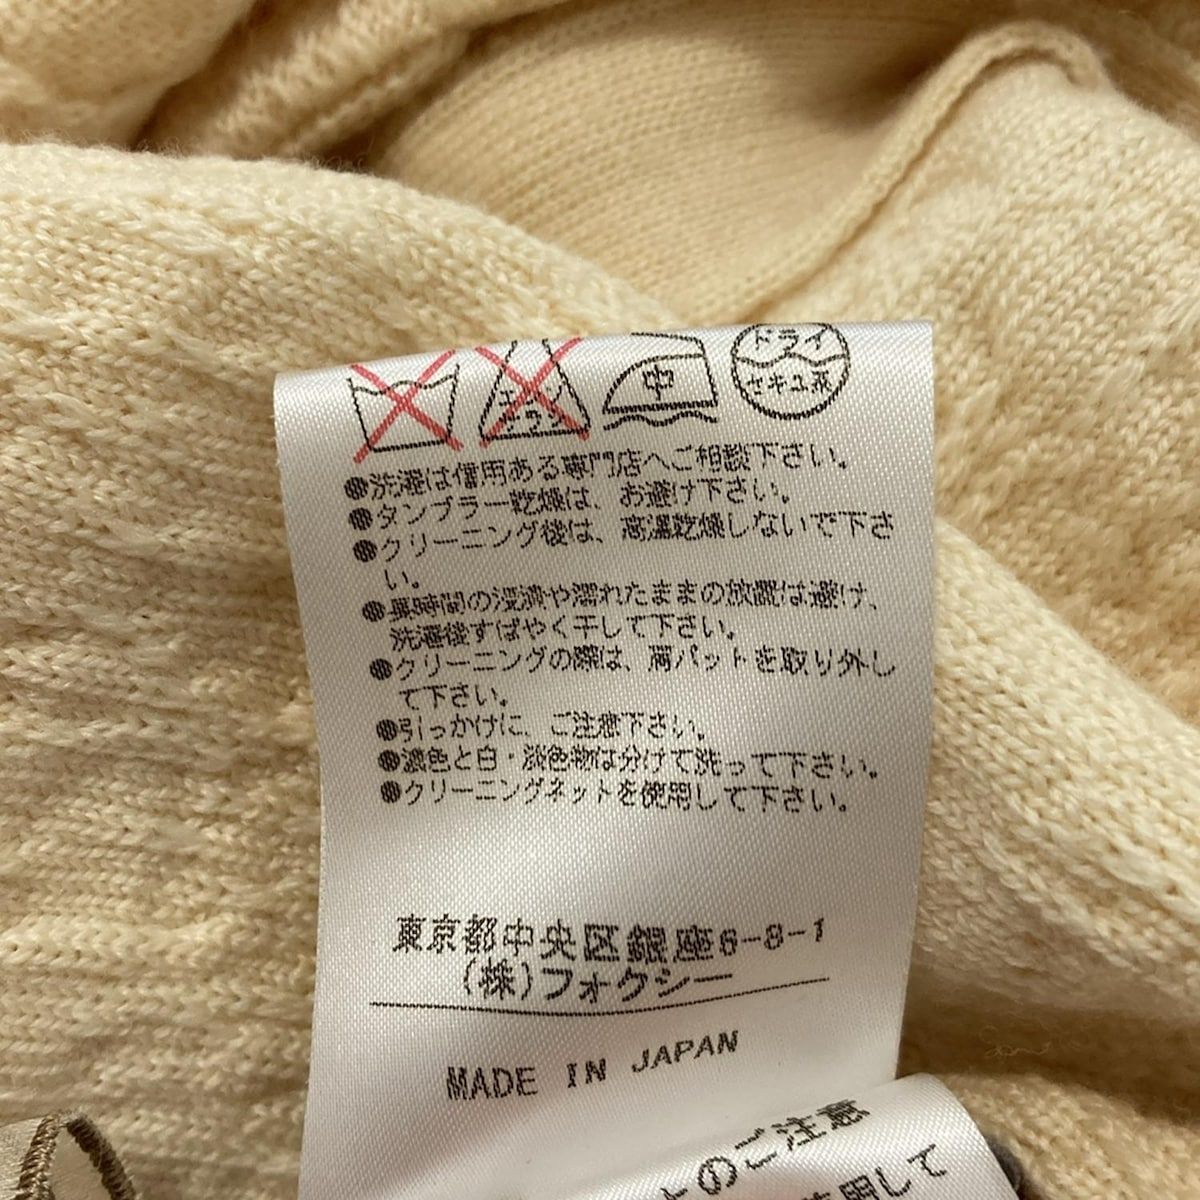 エンソ
ドライ
中
セキユ系
●洗濯は信用ある専門店へご相談下さい。
●タンブラー乾燥は、お避け下さい。
●クリーニング後は、高温乾燥しないで下さ
い。
●長時間の浸漬や濡れたままの放置は避け、
洗濯後すばやく干して下さい。
●クリーニングの際は、肩パットを取り外し
て下さい。
●引っかけに、ご注意下さい。
●濃色と白・淡色物は分けて洗って下さい。
●クリーニングネットを使用して下さい。
東京都中央区銀座6-8-1
(株)フォクシー
MADE IN JAPAN
とのご注意
使用して